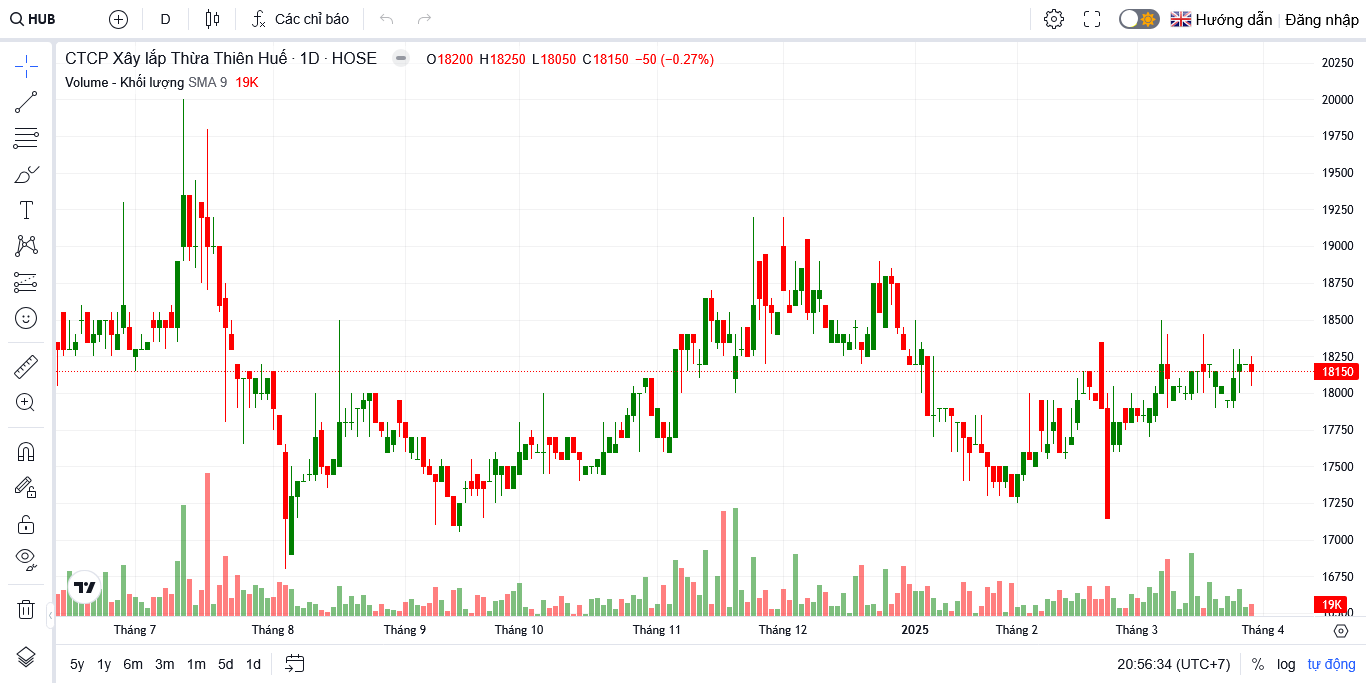 HUB D Các chỉ báo Hướng dẫn Đăng nhập
CTCP Xây lắp Thừa Thiên Huế · 1D · HOSE O18200 H18250 L18050 C18150 −50 (−0.27%)
Volume - Khối lượng SMA 9 19K
20250
20000
19750
19500
19250
19000
18750
18500
18250
18150
18000
17750
17500
17250
17000
16750
19K
Tháng 7 Tháng 8 Tháng 9 Tháng 10 Tháng 11 Tháng 12 2025 Tháng 2 Tháng 3 Tháng 4
5y 1y 6m 3m 1m 5d 1d 20:56:34 (UTC+7) % log tự động